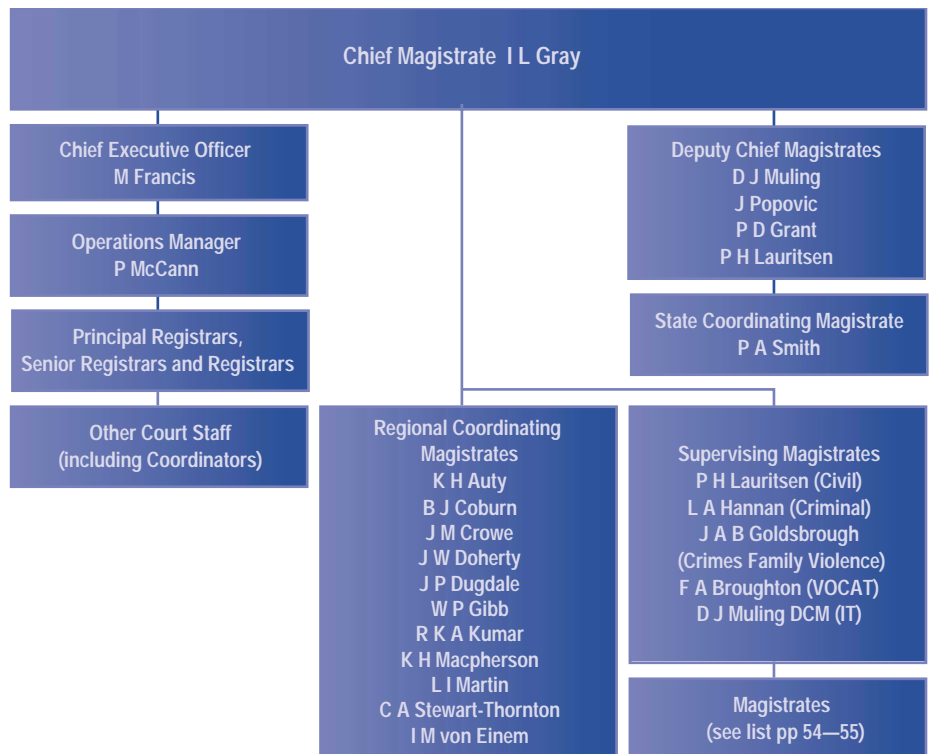 Chief Magistrate I L Gray
Chief Executive Officer
M Francis
Operations Manager
P McCann
Principal Registrars,
Senior Registrars and Registrars
Other Court Staff
(including Coordinators)
Deputy Chief Magistrates
D J Muling
J Popovic
P D Grant
P H Lauritsen
State Coordinating Magistrate
P A Smith
Regional Coordinating
Magistrates
K H Auty
B J Coburn
J M Crowe
J W Doherty
J P Dugdale
W P Gibb
R K A Kumar
K H Macpherson
L I Martin
C A Stewart-Thornton
I M von Einem
Supervising Magistrates
P H Lauritsen (Civil)
L A Hannan (Criminal)
J A B Goldsbrough
(Crimes Family Violence)
F A Broughton (VOCAT)
D J Muling DCM (IT)
Magistrates
(see list pp 54—55)